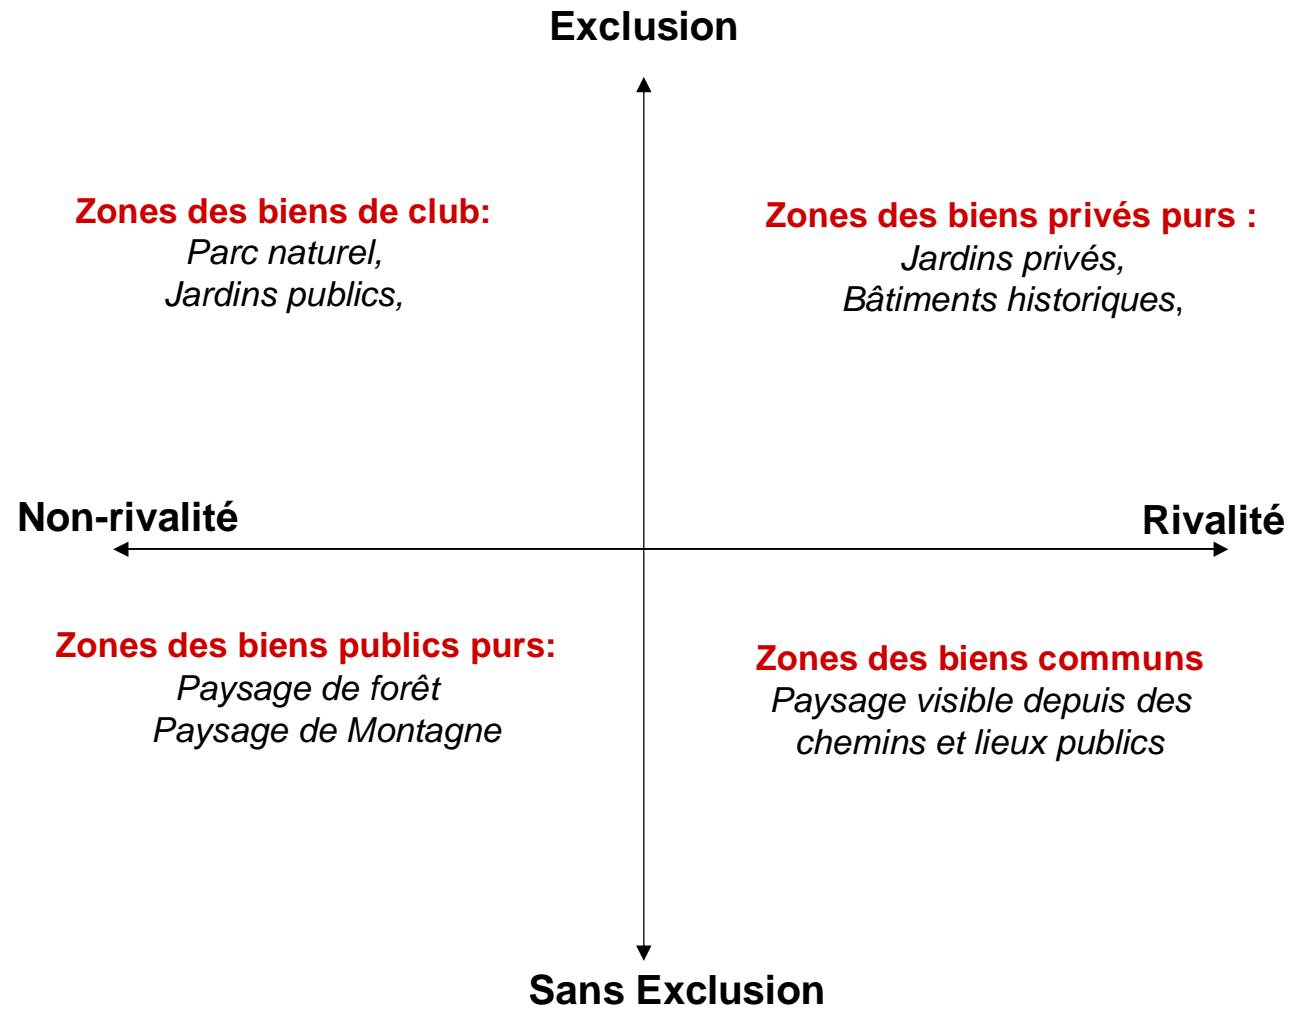 Exclusion
Zones des biens de club:
Parc naturel,
Jardins publics,
Zones des biens privés purs :
Jardins privés,
Bâtiments historiques,
Non-rivalité
Rivalité
Zones des biens publics purs:
Paysage de forêt
Paysage de Montagne
Zones des biens communs
Paysage visible depuis des
chemins et lieux publics
Sans Exclusion